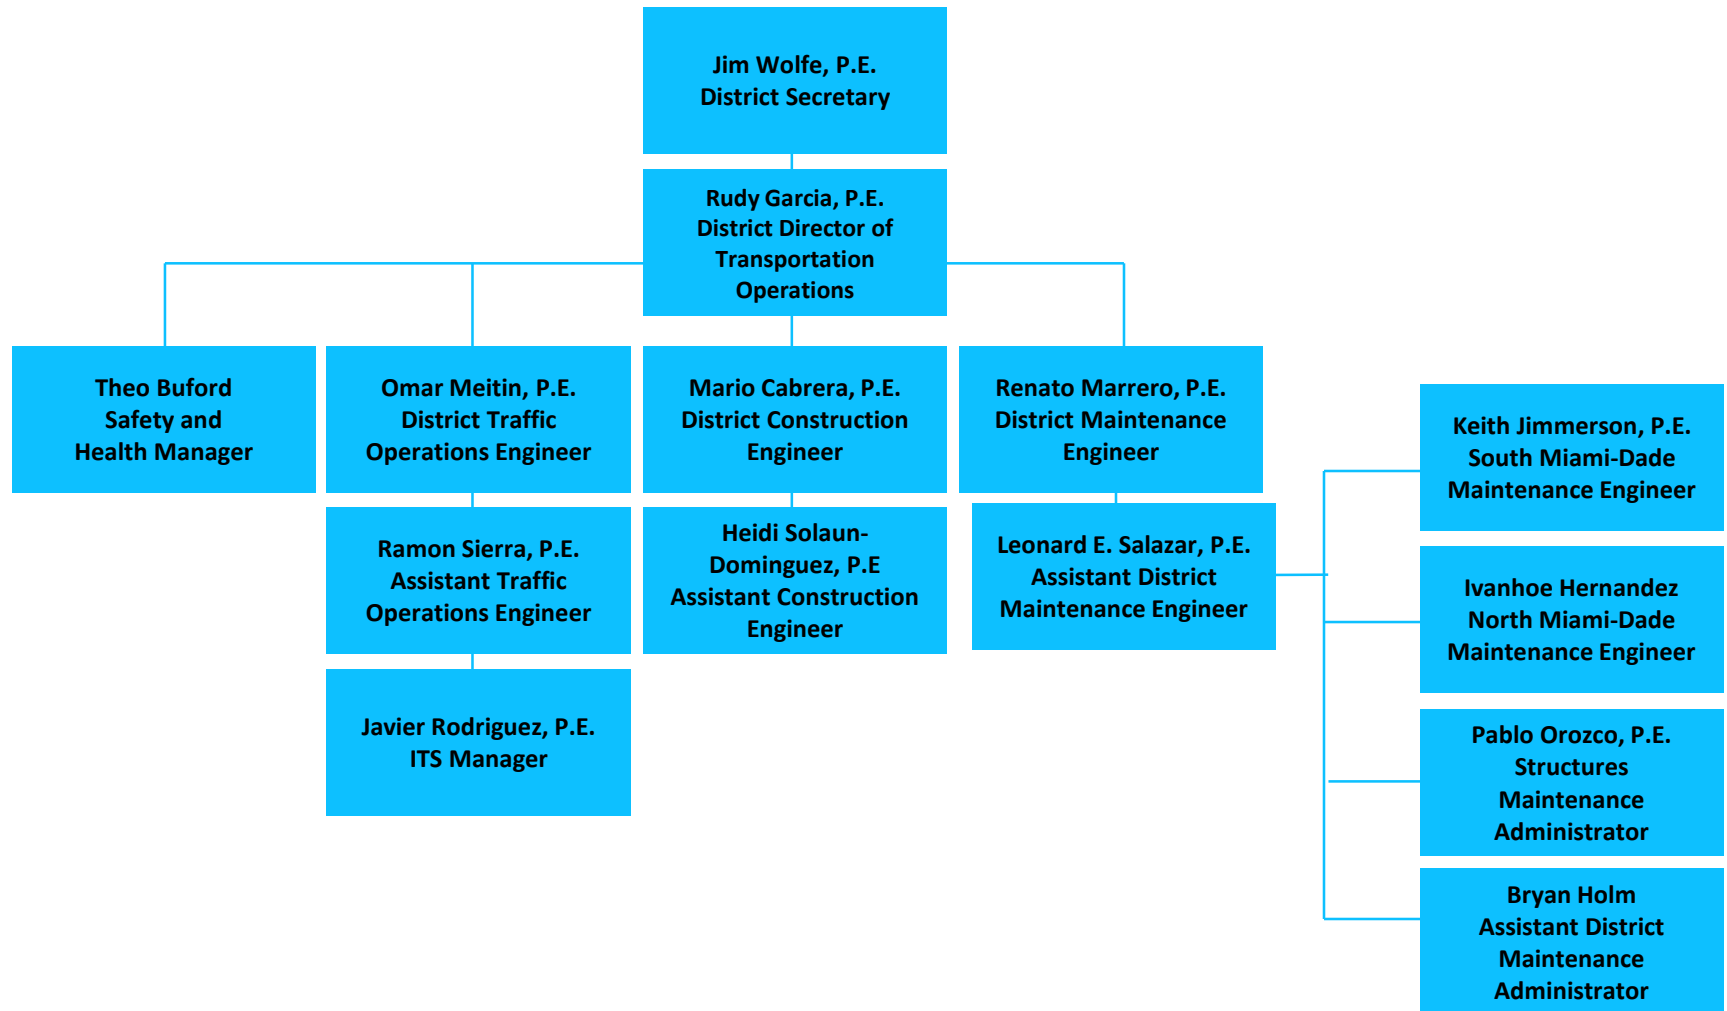 Jim Wolfe, P.E.
District Secretary
Rudy Garcia, P.E.
District Director of
Transportation
Operations
Theo Buford
Safety and
Health Manager
Omar Meitin, P.E.
District Traffic
Operations Engineer
Mario Cabrera, P.E.
District Construction
Engineer
Renato Marrero, P.E.
District Maintenance
Engineer
Ramon Sierra, P.E.
Assistant Traffic
Operations Engineer
Heidi Solaun-
Dominguez, P.E
Assistant Construction
Engineer
Leonard E. Salazar, P.E.
Assistant District
Maintenance Engineer
Javier Rodriguez, P.E.
ITS Manager
Keith Jimmerson, P.E.
South Miami-Dade
Maintenance Engineer
Ivanhoe Hernandez
North Miami-Dade
Maintenance Engineer
Pablo Orozco, P.E.
Structures
Maintenance
Administrator
Bryan Holm
Assistant District
Maintenance
Administrator